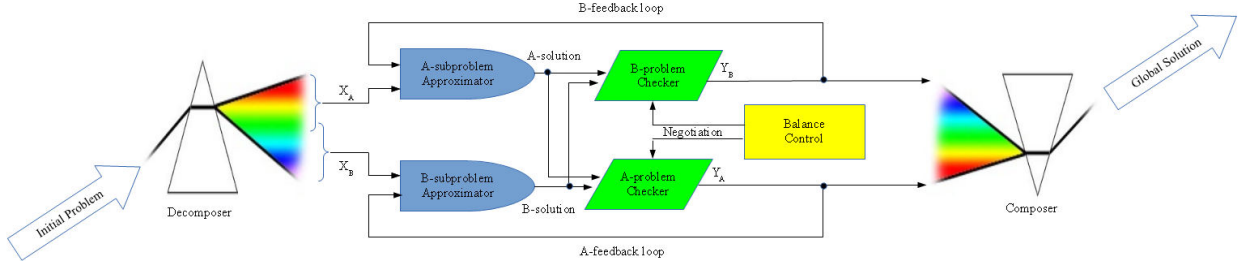 B-feedback loop
Initial Problem
Decomposer
X_A
X_B
A-subproblem
Approximator
B-subproblem
Approximator
A-solution
B-solution
B-problem
Checker
Y_B
Negotiation
Balance
Control
A-problem
Checker
Y_A
A-feedback loop
Composer
Global Solution